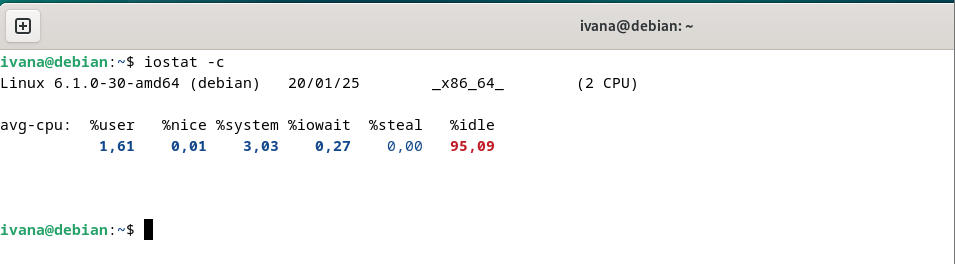 ivana@debian: ~
ivana@debian:~$ iostat -c
Linux 6.1.0-30-amd64 (debian) 20/01/25 _x86_64_ (2 CPU)
avg-cpu: %user %nice %system %iowait %steal %idle
1,61 0,01 3,03 0,27 0,00 95,09
ivana@debian:~$